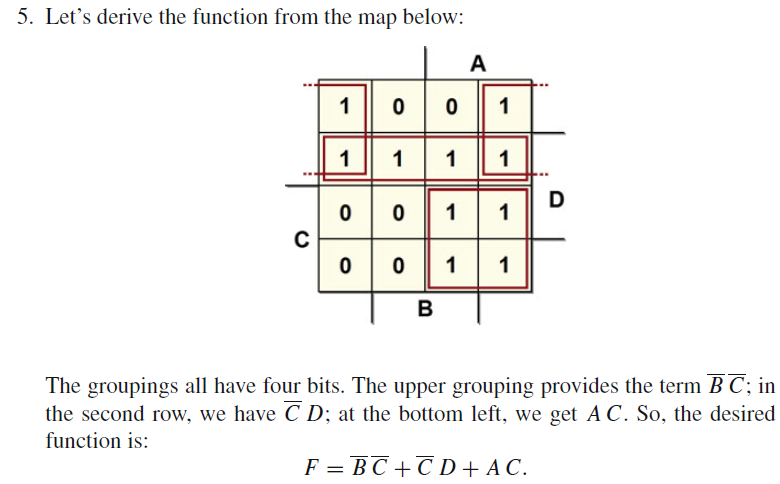 5. Let’s derive the function from the map below:
A
1 0 0 1
1 1 1 1
0 0 1 1 D
C
0 0 1 1
B
The groupings all have four bits. The upper grouping provides the term B̅ C̅; in
the second row, we have C̅ D; at the bottom left, we get A C. So, the desired
function is:
F = B̅ C̅ + C̅ D + A C.